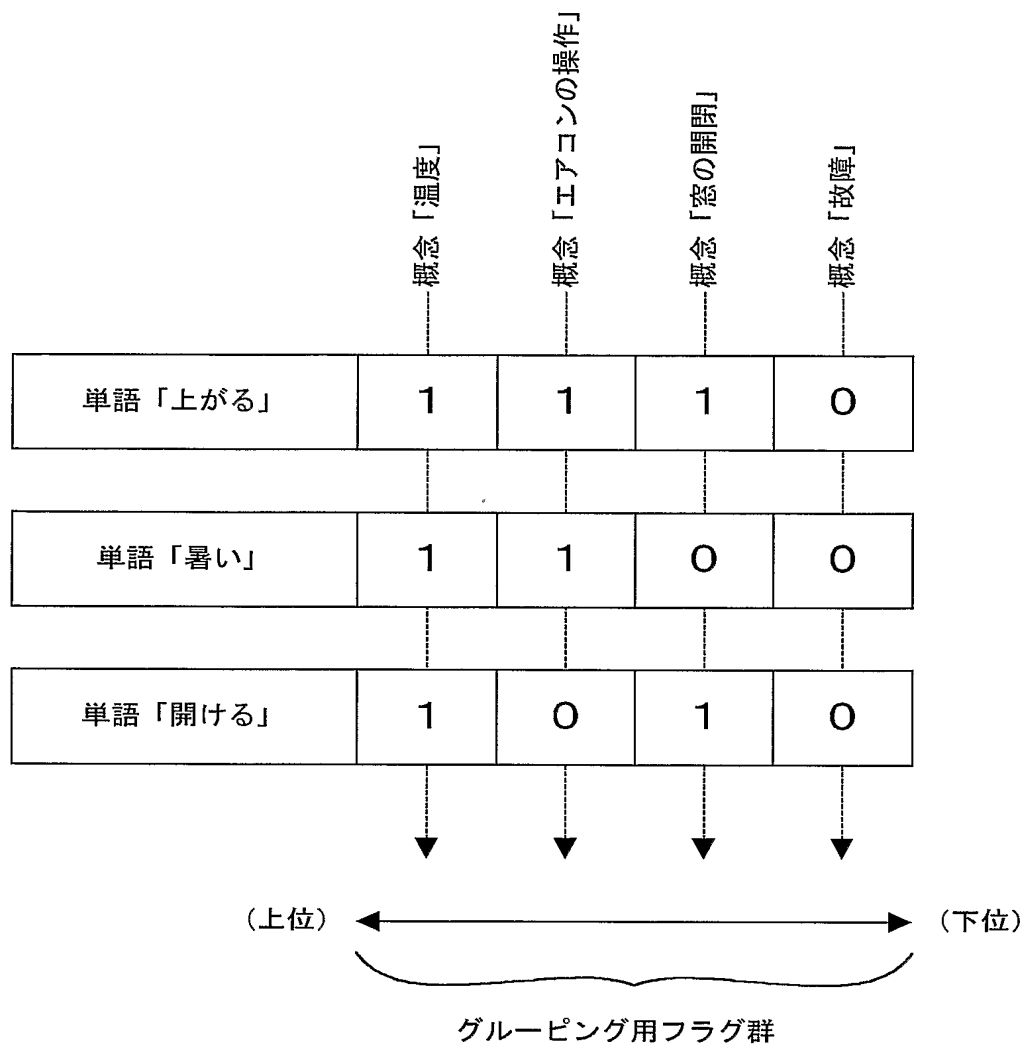 概念「温度」
概念「エアコンの操作」
概念「窓の開閉」
概念「故障」
単語「上がる」 1 1 1 0
単語「暑い」 1 1 0 0
単語「開ける」 1 0 1 0
(上位) (下位)
グルーピング用フラグ群